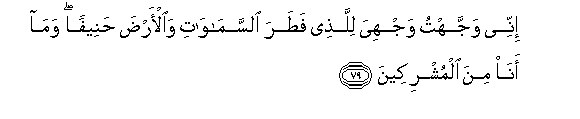 إِنِّى وَجَّهْتُ وَجْهِىَ لِلَّذِى فَطَرَ ٱلسَّمَـٰوَٰتِ وَٱلْأَرْضَ حَنِيفًا ۖ وَمَآ
أَنَا۠ مِنَ ٱلْمُشْرِكِينَ ٧٩